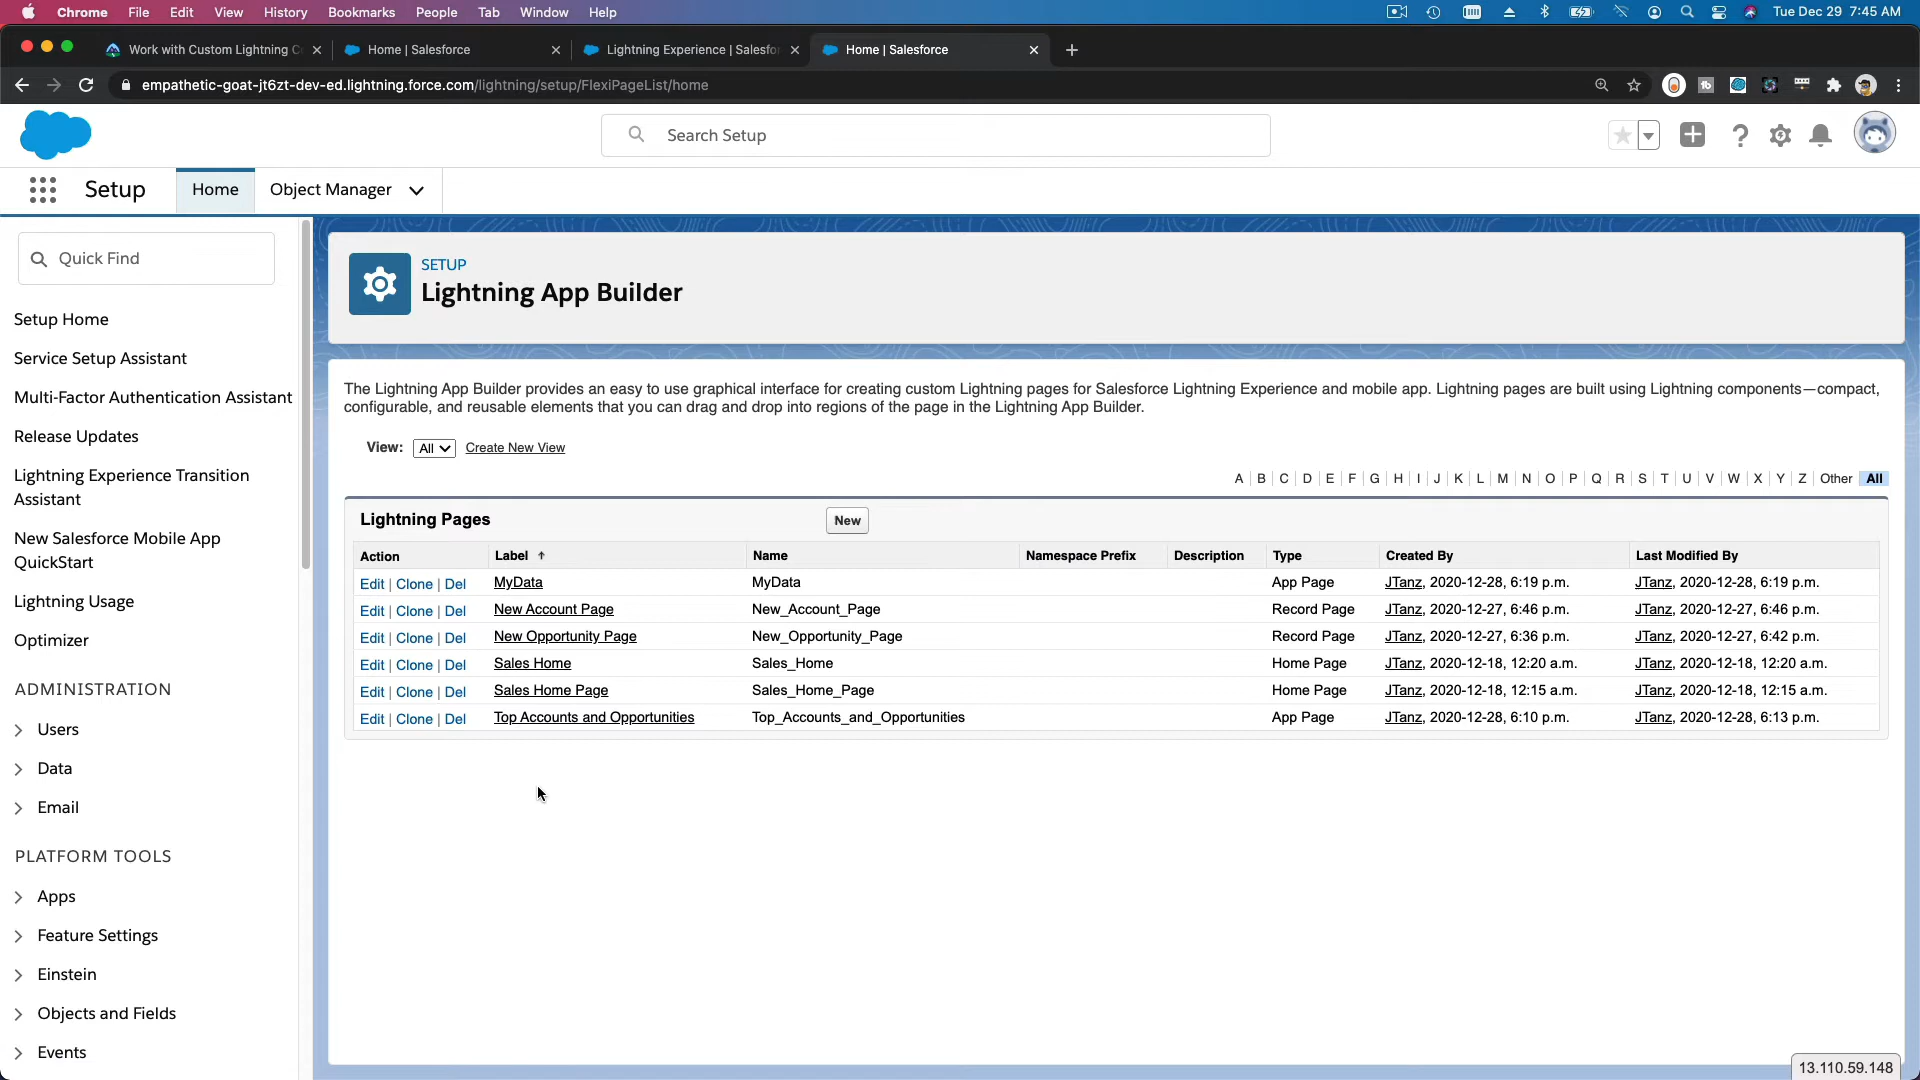 Chrome File Edit View History Bookmarks People Tab Window Help Tue Dec 29 7:45 AM
Work with Custom Lightning C Home | Salesforce Lightning Experience | Salesfor Home | Salesforce
empathetic-goat-jt6zt-dev-ed.lightning.force.com/lightning/setup/FlexiPageList/home
Search Setup
Setup Home Object Manager
Quick Find
Setup Home
Service Setup Assistant
Multi-Factor Authentication Assistant
Release Updates
Lightning Experience Transition
Assistant
New Salesforce Mobile App
QuickStart
Lightning Usage
Optimizer
ADMINISTRATION
Users
Data
Email
PLATFORM TOOLS
Apps
Feature Settings
Einstein
Objects and Fields
Events
SETUP
Lightning App Builder
The Lightning App Builder provides an easy to use graphical interface for creating custom Lightning pages for Salesforce Lightning Experience and mobile app. Lightning pages are built using Lightning components—compact,
configurable, and reusable elements that you can drag and drop into regions of the page in the Lightning App Builder.
View: All Create New View
A | B | C | D | E | F | G | H | I | J | K | L | M | N | O | P | Q | R | S | T | U | V | W | X | Y | Z | Other All
Lightning Pages New
Action Label Name Namespace Prefix Description Type Created By Last Modified By
Edit | Clone | Del MyData MyData App Page JTanz, 2020-12-28, 6:19 p.m. JTanz, 2020-12-28, 6:19 p.m.
Edit | Clone | Del New Account Page New_Account_Page Record Page JTanz, 2020-12-27, 6:46 p.m. JTanz, 2020-12-27, 6:46 p.m.
Edit | Clone | Del New Opportunity Page New_Opportunity_Page Record Page JTanz, 2020-12-27, 6:36 p.m. JTanz, 2020-12-27, 6:42 p.m.
Edit | Clone | Del Sales Home Sales_Home Home Page JTanz, 2020-12-18, 12:20 a.m. JTanz, 2020-12-18, 12:20 a.m.
Edit | Clone | Del Sales Home Page Sales_Home_Page Home Page JTanz, 2020-12-18, 12:15 a.m. JTanz, 2020-12-18, 12:15 a.m.
Edit | Clone | Del Top Accounts and Opportunities Top_Accounts_and_Opportunities App Page JTanz, 2020-12-28, 6:10 p.m. JTanz, 2020-12-28, 6:13 p.m.
13.110.59.148